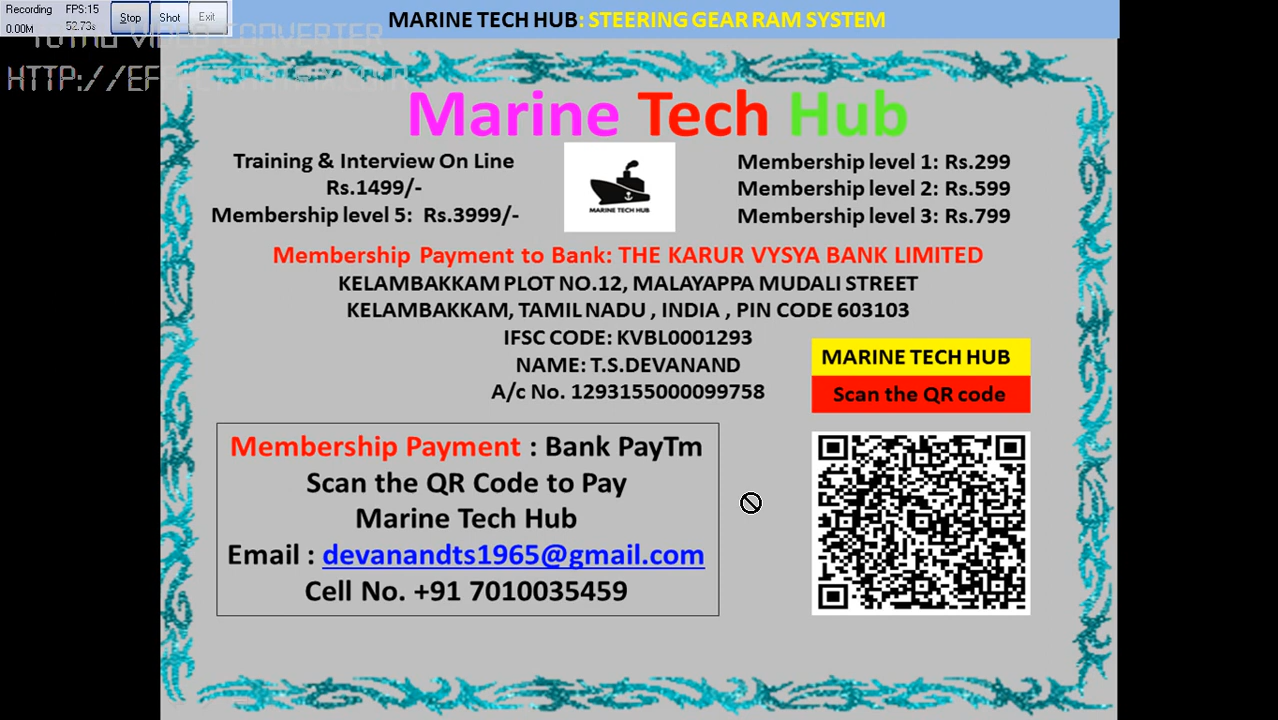 Recording FPS:15
0.00M 52.73s
Stop Shot Exit
MARINE TECH HUB: STEERING GEAR RAM SYSTEM
TOTAL VIDEO CONVERTER
Marine Tech Hub
Training & Interview On Line
Rs.1499/-
Membership level 5: Rs.3999/-
MARINE TECH HUB
Membership level 1: Rs.299
Membership level 2: Rs.599
Membership level 3: Rs.799
Membership Payment to Bank: THE KARUR VYSYA BANK LIMITED
KELAMBAKKAM PLOT NO.12, MALAYAPPA MUDALI STREET
KELAMBAKKAM, TAMIL NADU , INDIA , PIN CODE 603103
IFSC CODE: KVBL0001293
NAME: T.S.DEVANAND
A/c No. 1293155000099758
MARINE TECH HUB
Scan the QR code
Membership Payment : Bank PayTm
Scan the QR Code to Pay
Marine Tech Hub
Email : devanandts1965@gmail.com
Cell No. +91 7010035459